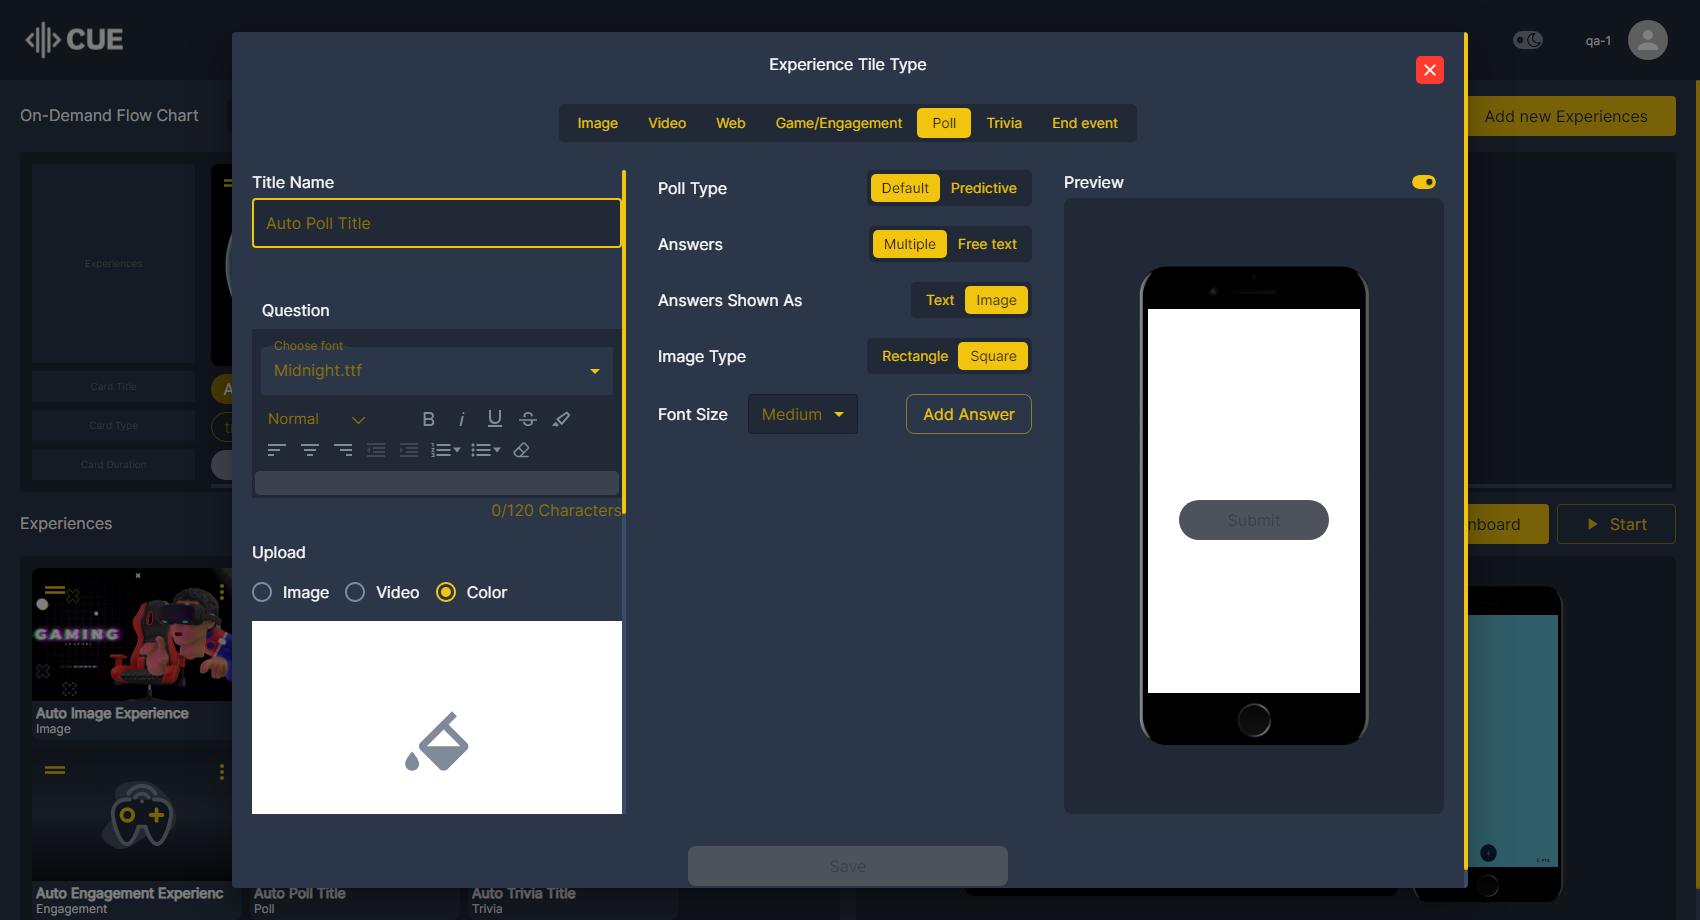 CUE
qa-1
On-Demand Flow Chart
Add new Experiences
Experiences
Card Title
Card Type
Card Duration
Experiences
Start
GAMING
Auto Image Experience
Image
Auto Engagement Experienc
Engagement
Auto Poll Title
Poll
Auto Trivia Title
Trivia
Experience Tile Type
Image Video Web Game/Engagement Poll Trivia End event
Title Name
Auto Poll Title
Question
Choose font
Midnight.ttf
Normal
0/120 Characters
Upload
Image Video Color
Poll Type Default Predictive
Answers Multiple Free text
Answers Shown As Text Image
Image Type Rectangle Square
Font Size Medium Add Answer
Preview
Submit
Save